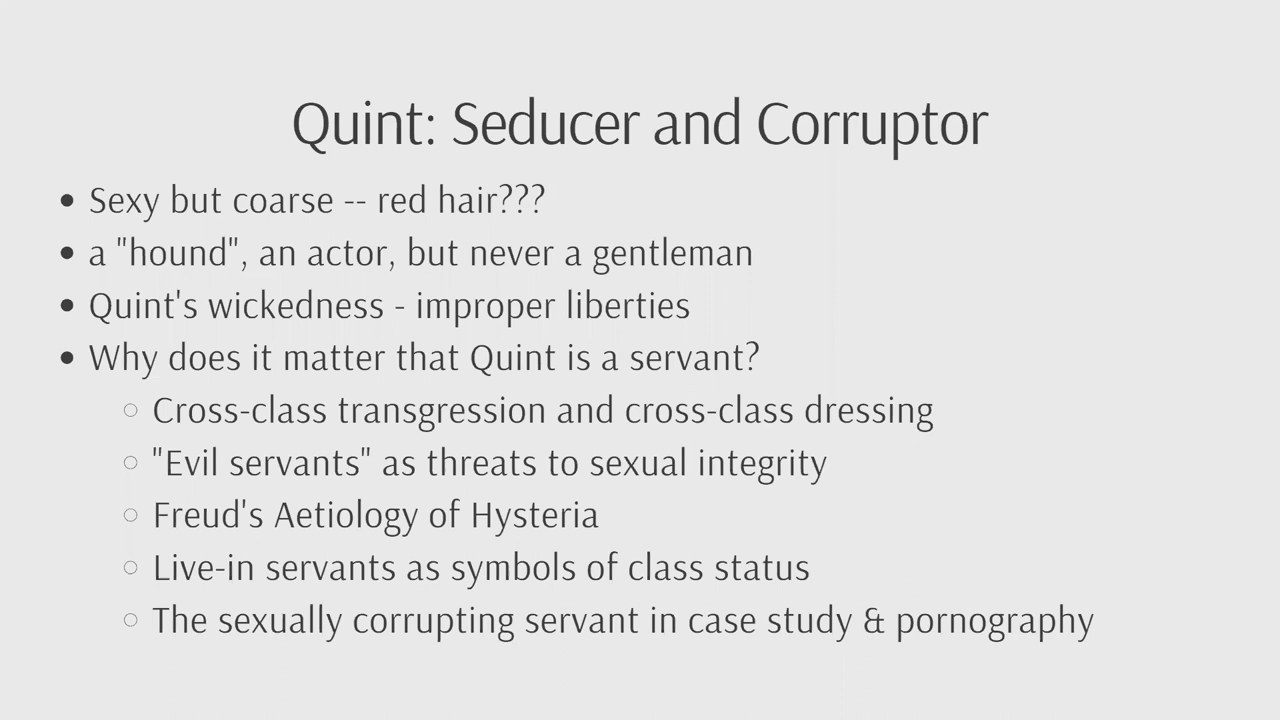 Quint: Seducer and Corruptor
• Sexy but coarse -- red hair???
• a "hound", an actor, but never a gentleman
• Quint's wickedness - improper liberties
• Why does it matter that Quint is a servant?
○ Cross-class transgression and cross-class dressing
○ "Evil servants" as threats to sexual integrity
○ Freud's Aetiology of Hysteria
○ Live-in servants as symbols of class status
○ The sexually corrupting servant in case study & pornography